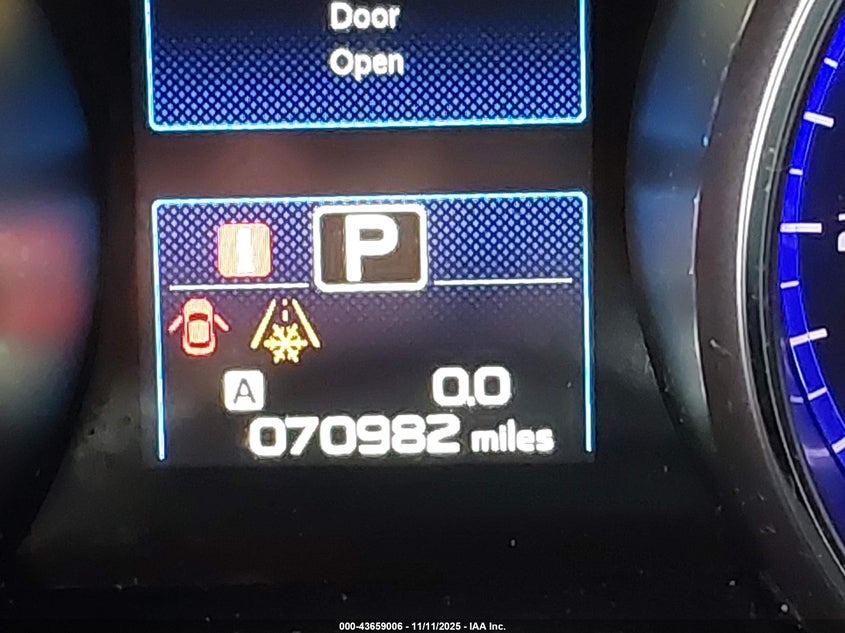 Door
Open
P
A
0.0
070982 miles
000-43659006 - 11/11/2025 - IAA Inc.